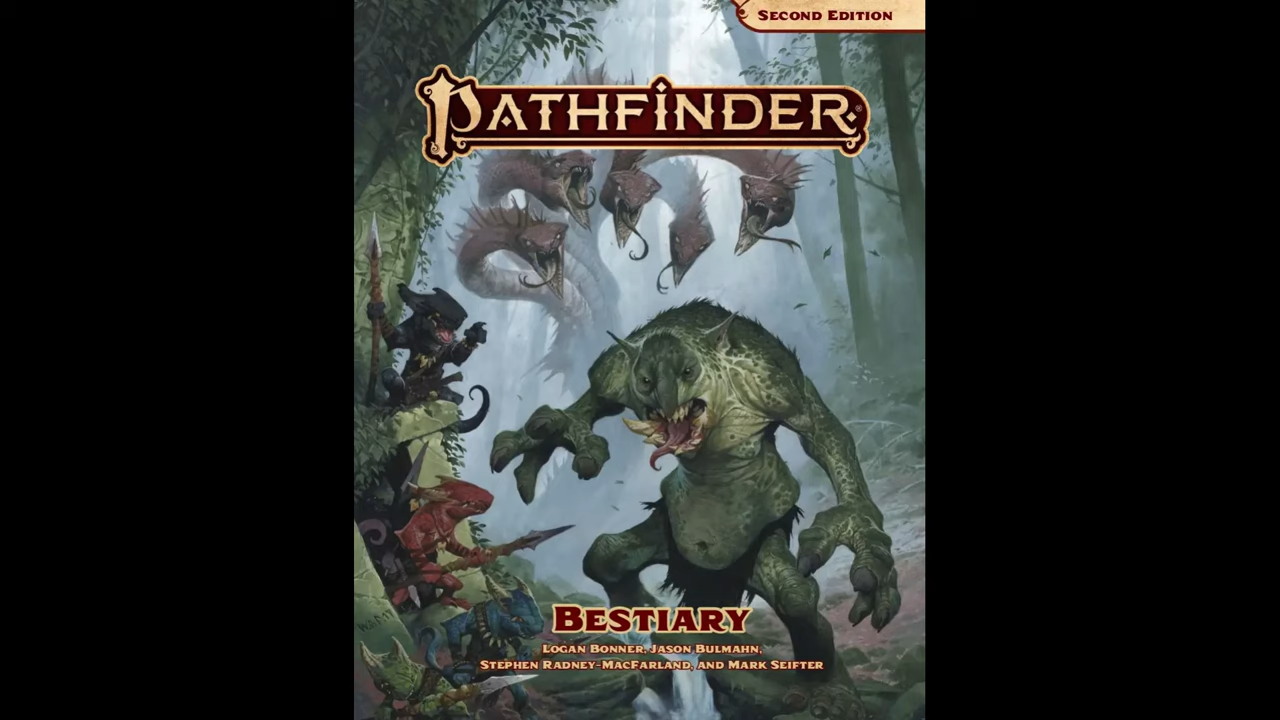 Second Edition
Pathfinder®
Bestiary
Logan Bonner, Jason Bulmahn,
Stephen Radney-MacFarland, and Mark Seifter